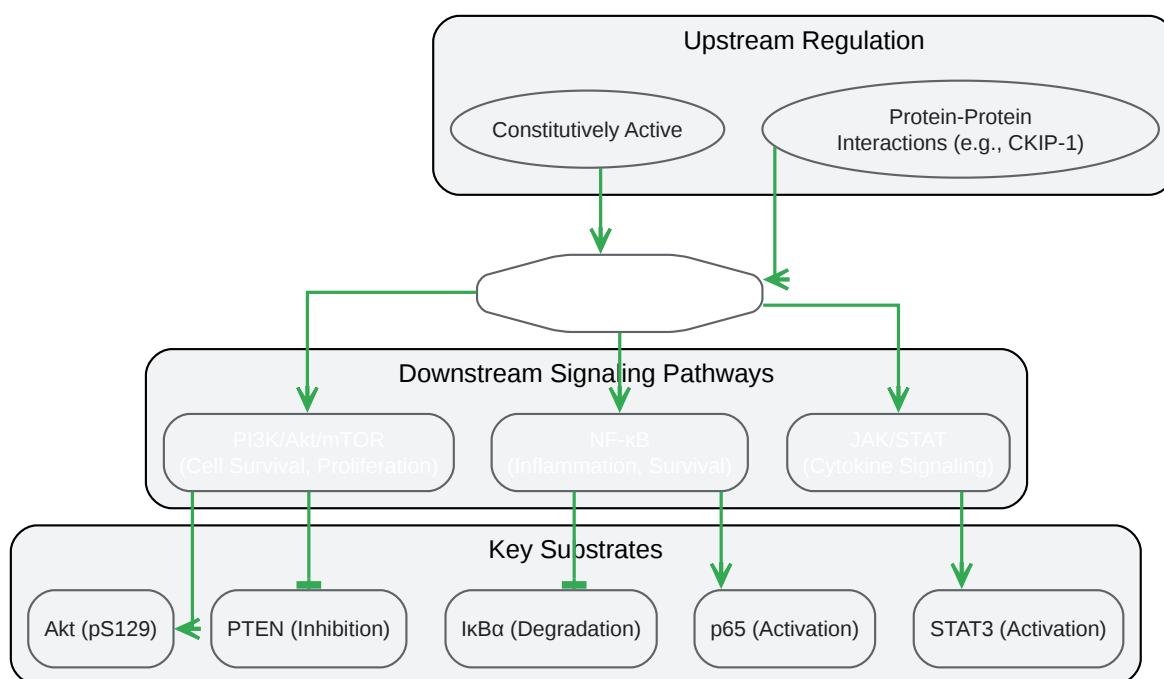 Upstream Regulation
Constitutively Active
Protein-Protein
Interactions (e.g., CKIP-1)
Downstream Signaling Pathways
PI3K/Akt/mTOR
(Cell Survival, Proliferation)
NF-κB
(Inflammation, Survival)
JAK/STAT
(Cytokine Signaling)
Key Substrates
Akt (pS129)
PTEN (Inhibition)
IκBα (Degradation)
p65 (Activation)
STAT3 (Activation)